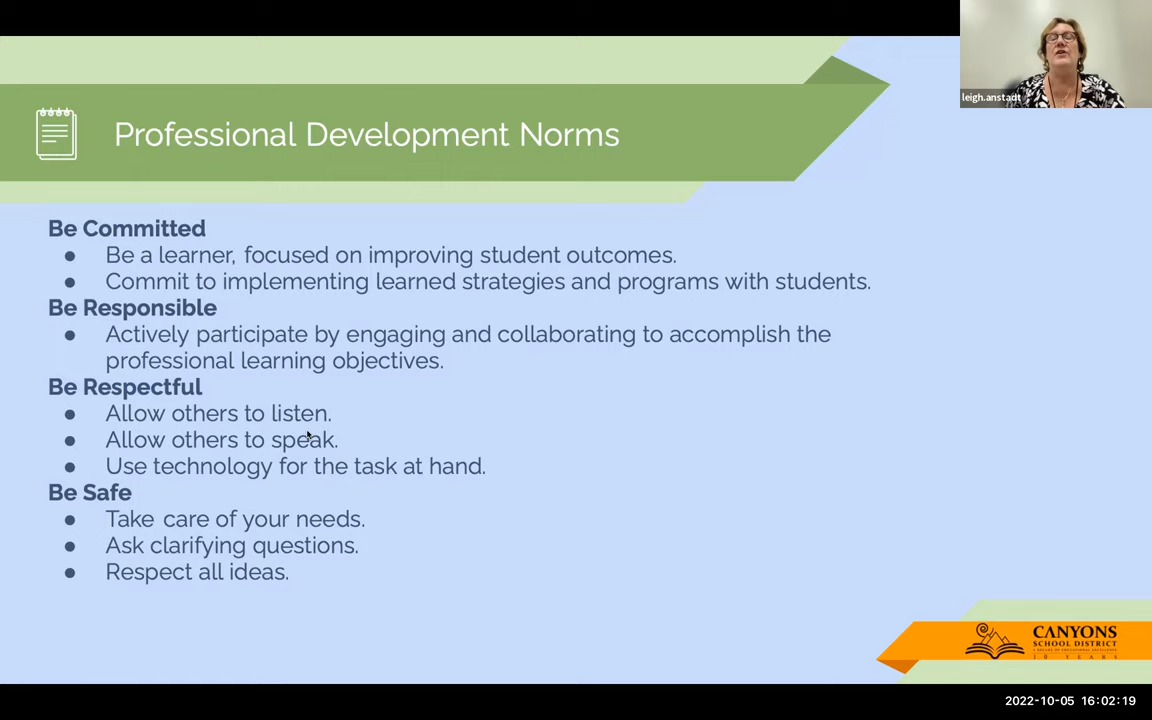 leigh.anstadt
Professional Development Norms
Be Committed
● Be a learner, focused on improving student outcomes.
● Commit to implementing learned strategies and programs with students.
Be Responsible
● Actively participate by engaging and collaborating to accomplish the
professional learning objectives.
Be Respectful
● Allow others to listen.
● Allow others to speak.
● Use technology for the task at hand.
Be Safe
● Take care of your needs.
● Ask clarifying questions.
● Respect all ideas.
CANYONS
SCHOOL DISTRICT
10 YEARS
2022-10-05 16:02:19